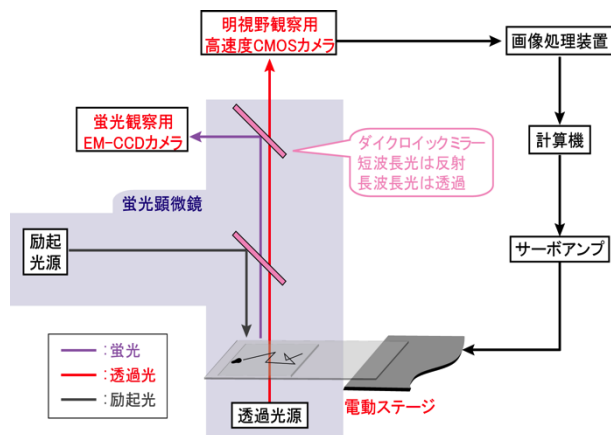 明視野観察用
高速度CMOSカメラ
画像処理装置
蛍光観察用
EM-CCDカメラ
ダイクロイックミラー
短波長光は反射
長波長光は透過
計算機
蛍光顕微鏡
励起
光源
サーボアンプ
:蛍光
:透過光
:励起光
透過光源
電動ステージ